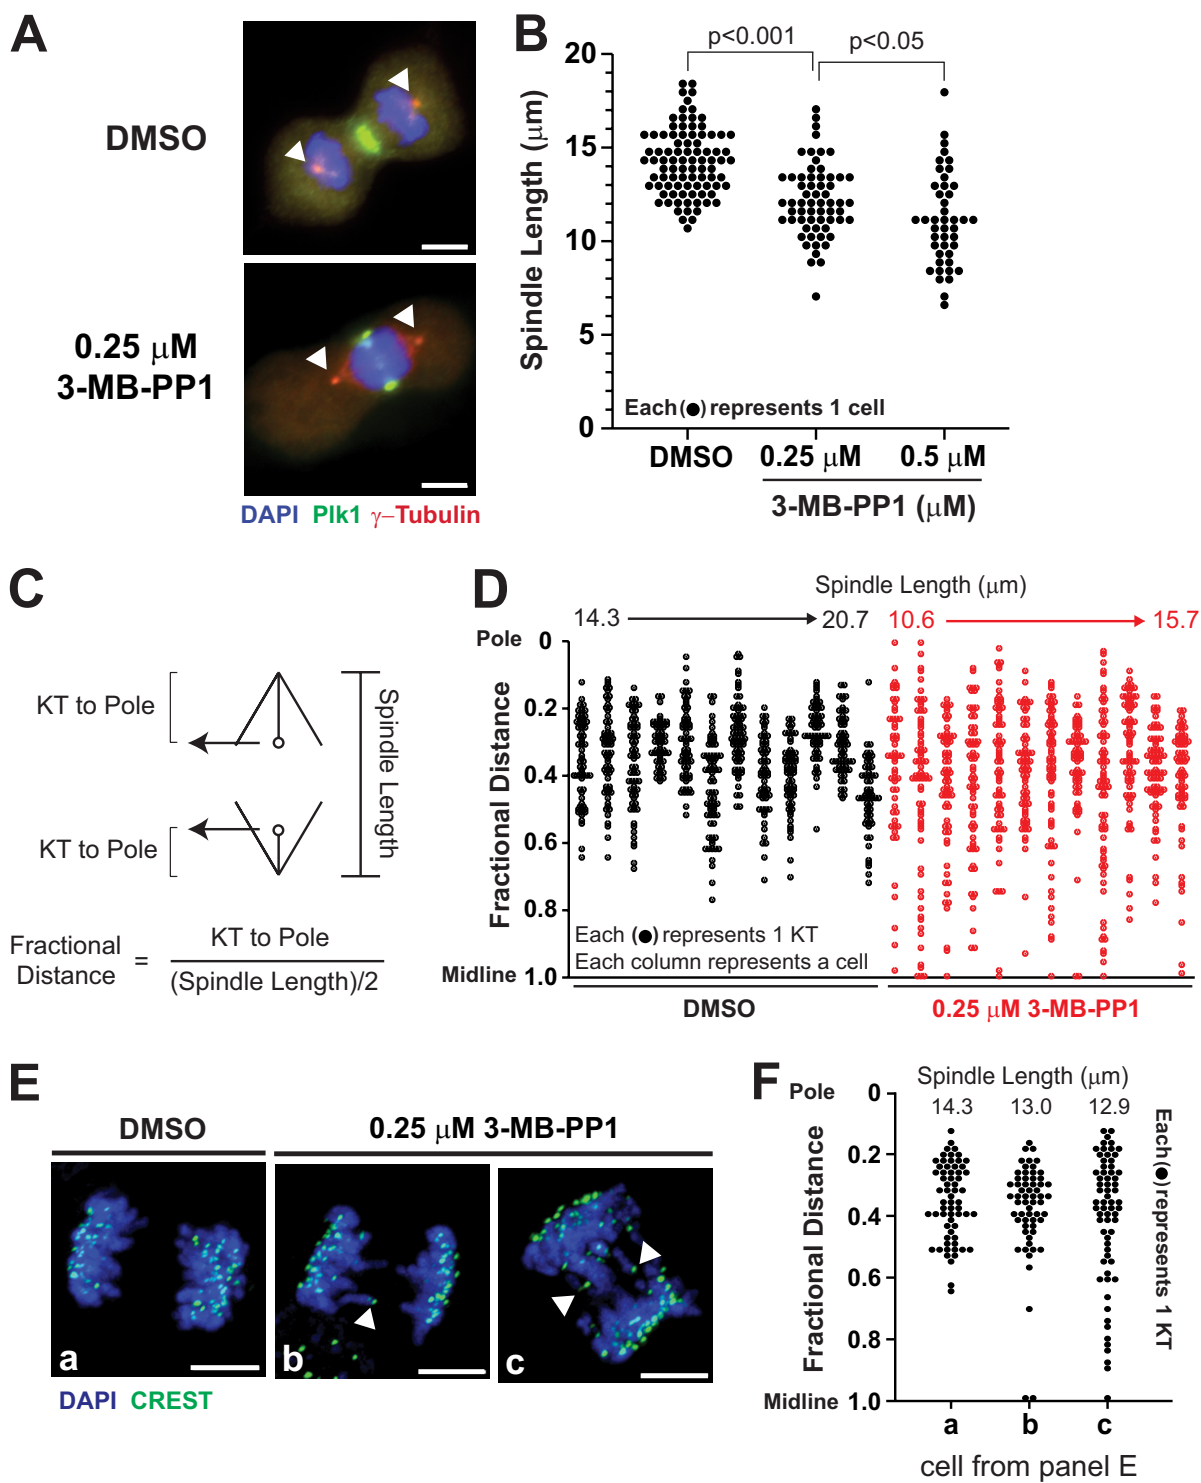 A
DMSO
0.25 μM
3-MB-PP1
DAPI Plk1 γ–Tubulin
B
p<0.001
p<0.05
Spindle Length (μm)
20
15
10
5
0
Each(●) represents 1 cell
DMSO
0.25 μM
0.5 μM
3-MB-PP1 (μM)
C
KT to Pole
KT to Pole
Spindle Length
Fractional Distance = KT to Pole
(Spindle Length)/2
D
Spindle Length (μm)
14.3
20.7
10.6
15.7
Pole
0
0.2
0.4
0.6
0.8
1.0
Midline
Fractional Distance
Each (●) represents 1 KT
Each column represents a cell
DMSO
0.25 μM 3-MB-PP1
E
DMSO
0.25 μM 3-MB-PP1
a
b
c
DAPI CREST
F
Spindle Length (μm)
14.3
13.0
12.9
Pole
0
0.2
0.4
0.6
0.8
1.0
Midline
Fractional Distance
Each(●) represents 1 KT
a
b
c
cell from panel E